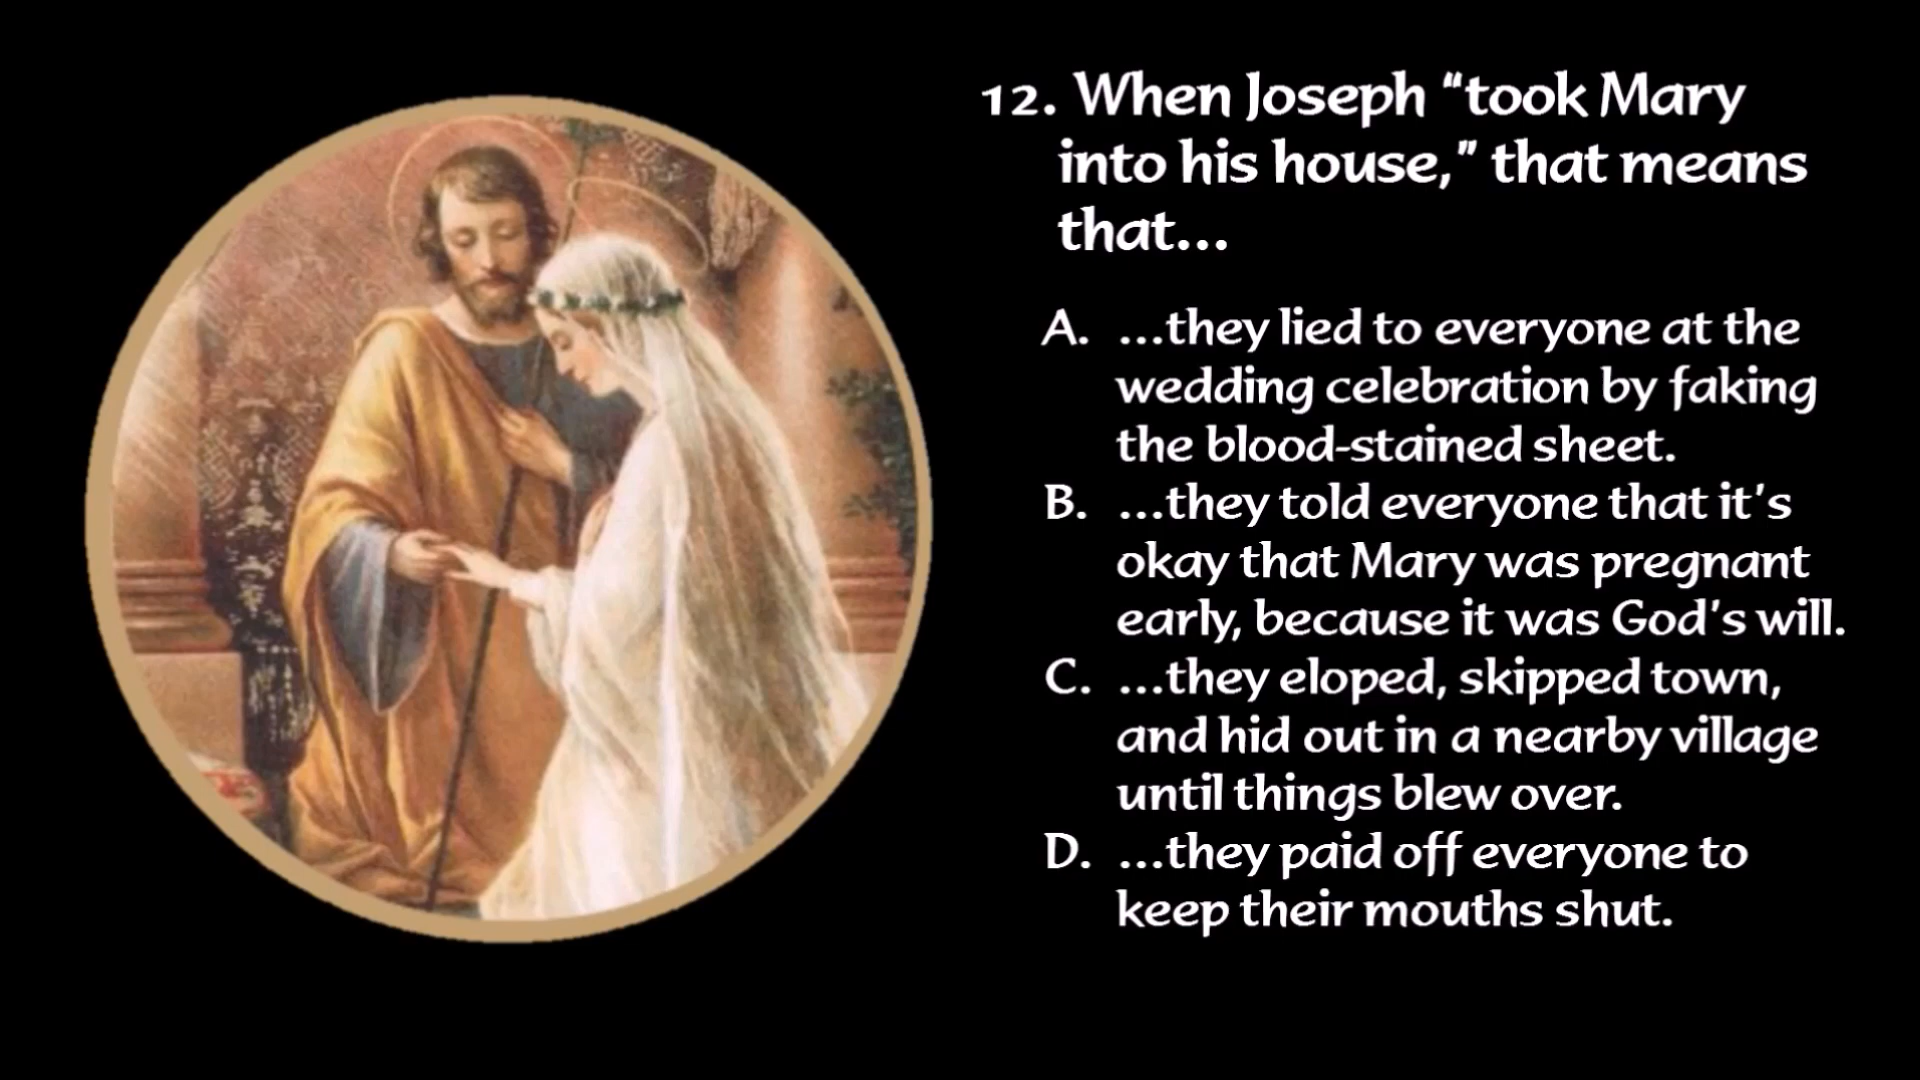 12. When Joseph “took Mary
into his house,” that means
that...
A. ...they lied to everyone at the
wedding celebration by faking
the blood-stained sheet.
B. ...they told everyone that it's
okay that Mary was pregnant
early, because it was God's will.
C. ...they eloped, skipped town,
and hid out in a nearby village
until things blew over.
D. ...they paid off everyone to
keep their mouths shut.